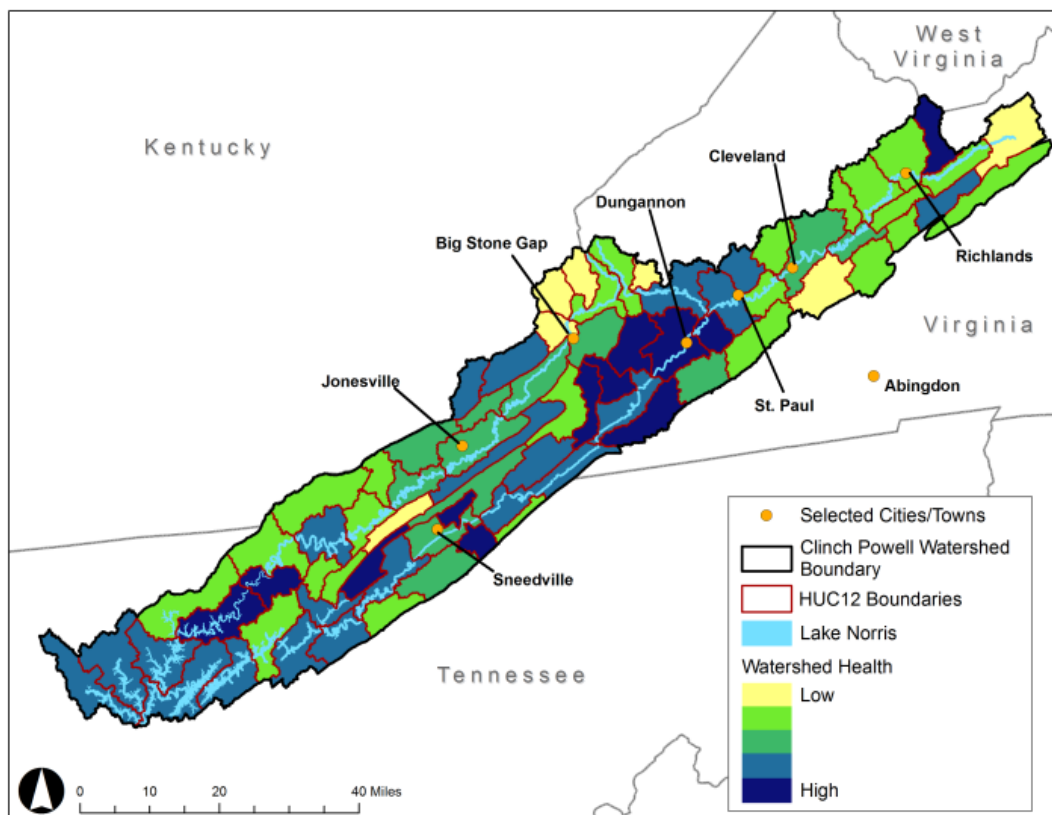 West
Virginia
Kentucky
Cleveland
Dungannon
Big Stone Gap
Richlands
Virginia
Jonesville
Abingdon
St. Paul
Sneedville
Tennessee
Selected Cities/Towns
Clinch Powell Watershed
Boundary
HUC12 Boundaries
Lake Norris
Watershed Health
Low
High
0 10 20 40 Miles